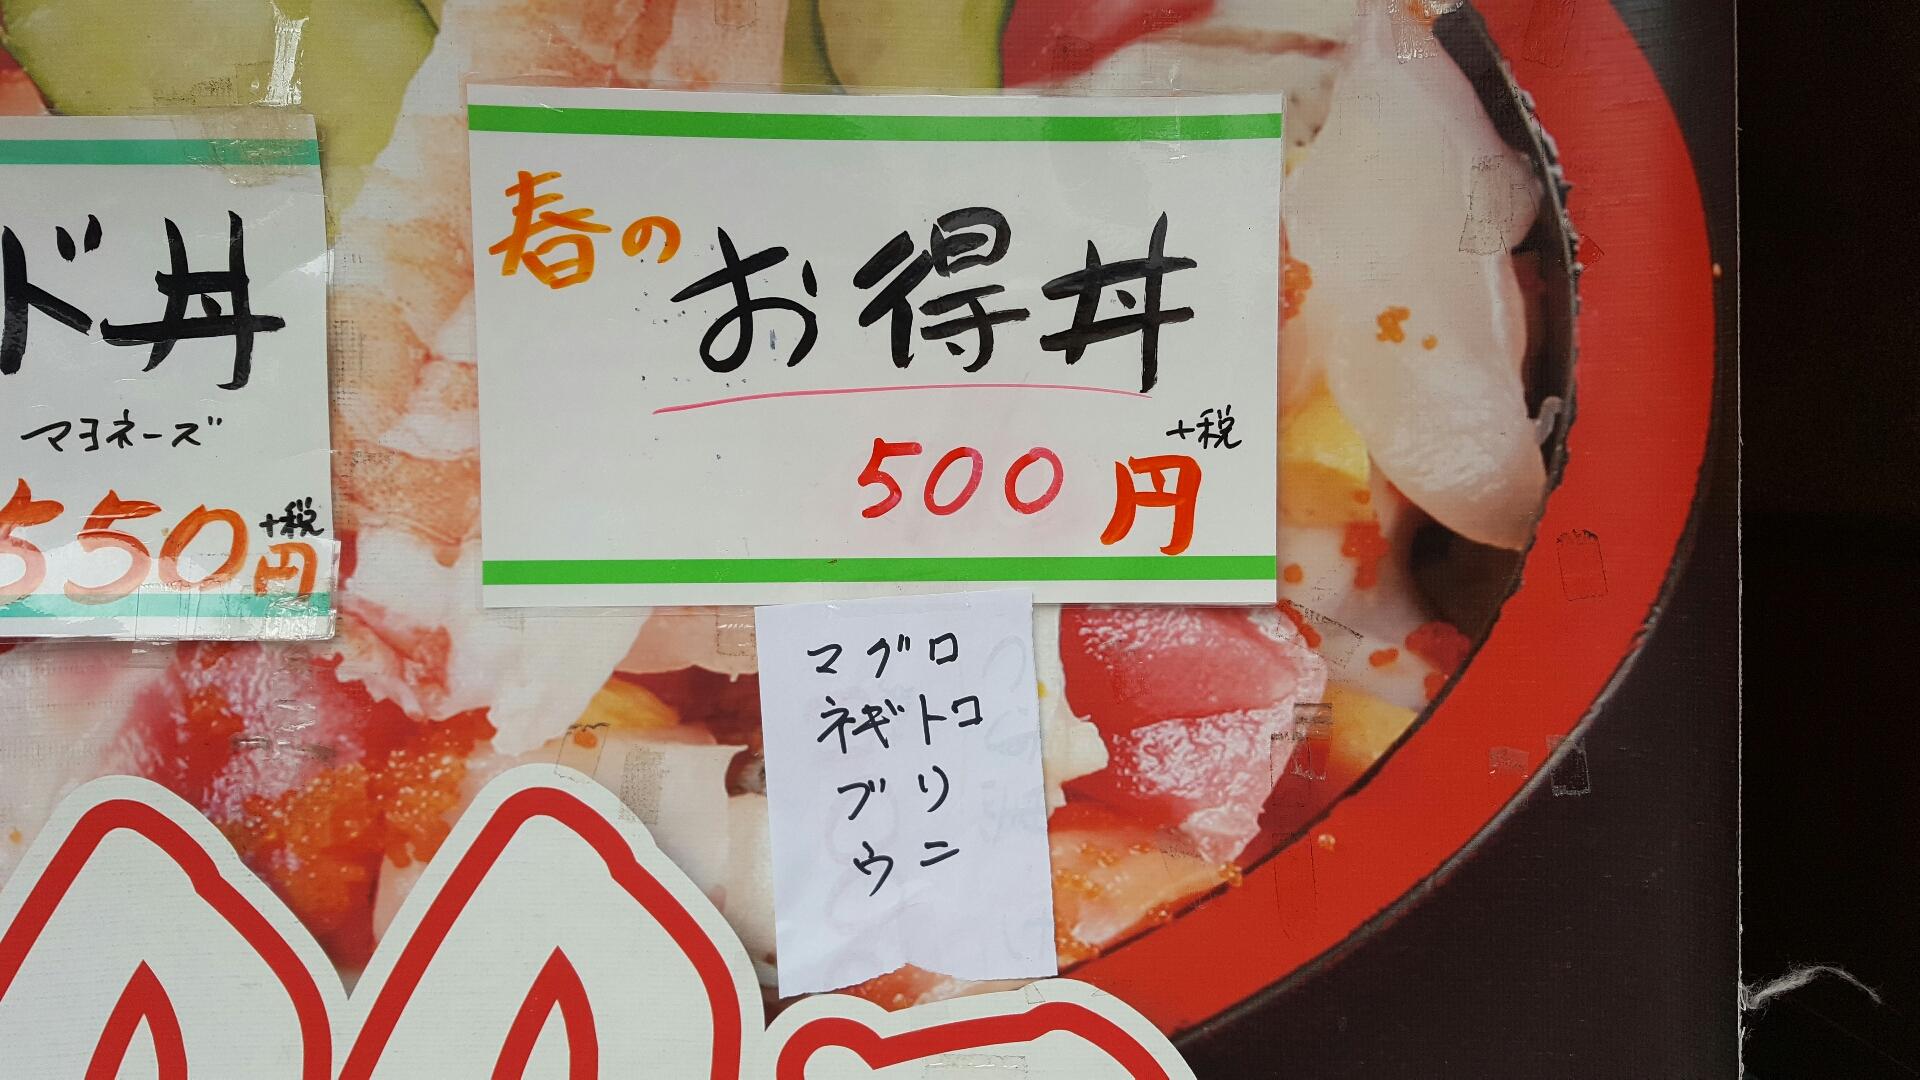 ド丼
マヨネーズ
550円
+税
春のお得丼
500円
+税
マグロ
ネギトロ
ブリ
ウニ